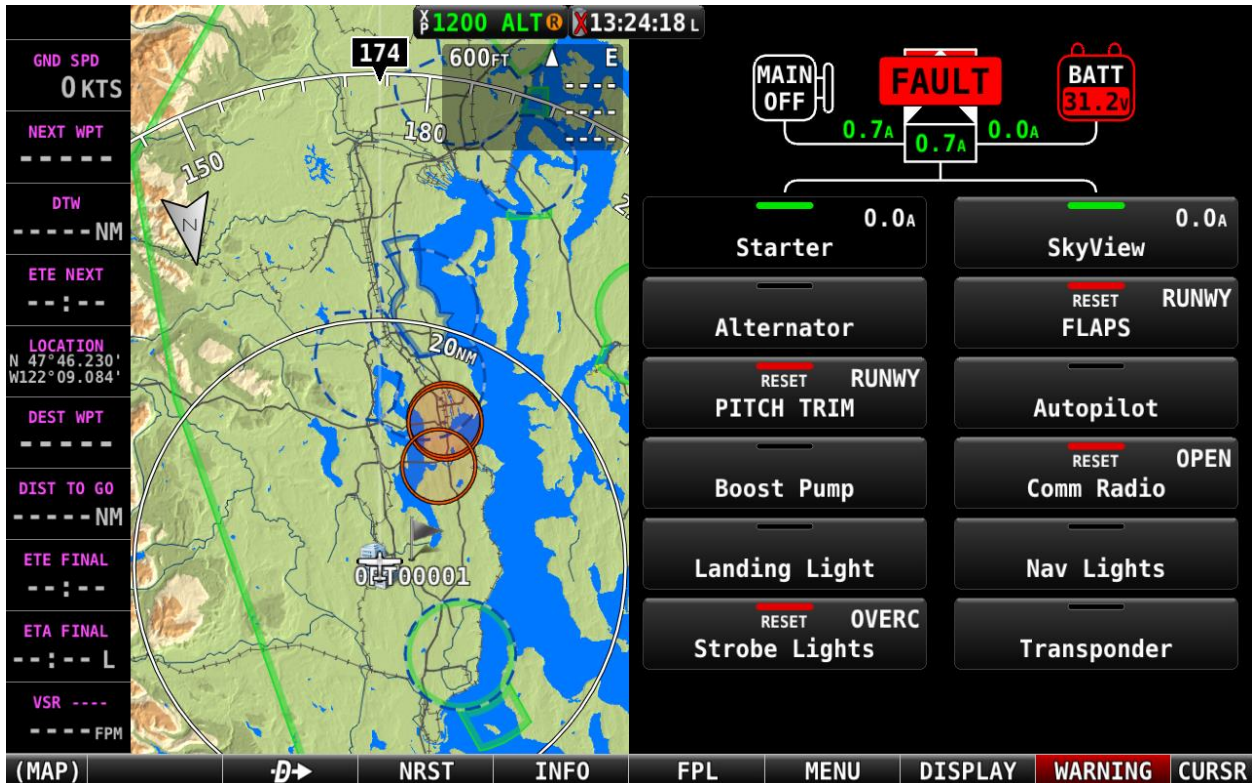 XP 1200 ALT R X 13:24:18 L
GND SPD
0 KTS
NEXT WPT
-----
DTW
-----NM
ETE NEXT
--:--
LOCATION
N 47°46.230'
W122°09.084'
DEST WPT
-----
DIST TO GO
-----NM
ETE FINAL
--:--
ETA FINAL
--:-- L
VSR ----
----FPM
174
600FT
E
----
----
----
150
180
N
20NM
0FT00001
MAIN
OFF
FAULT
BATT
31.2V
0.7A
0.7A
0.0A
0.0A
Starter
0.0A
SkyView
Alternator
RESET RUNWY
FLAPS
RESET RUNWY
PITCH TRIM
Autopilot
Boost Pump
RESET OPEN
Comm Radio
Landing Light
Nav Lights
RESET OVERC
Strobe Lights
Transponder
(MAP) D NRST INFO FPL MENU DISPLAY WARNING CURSR